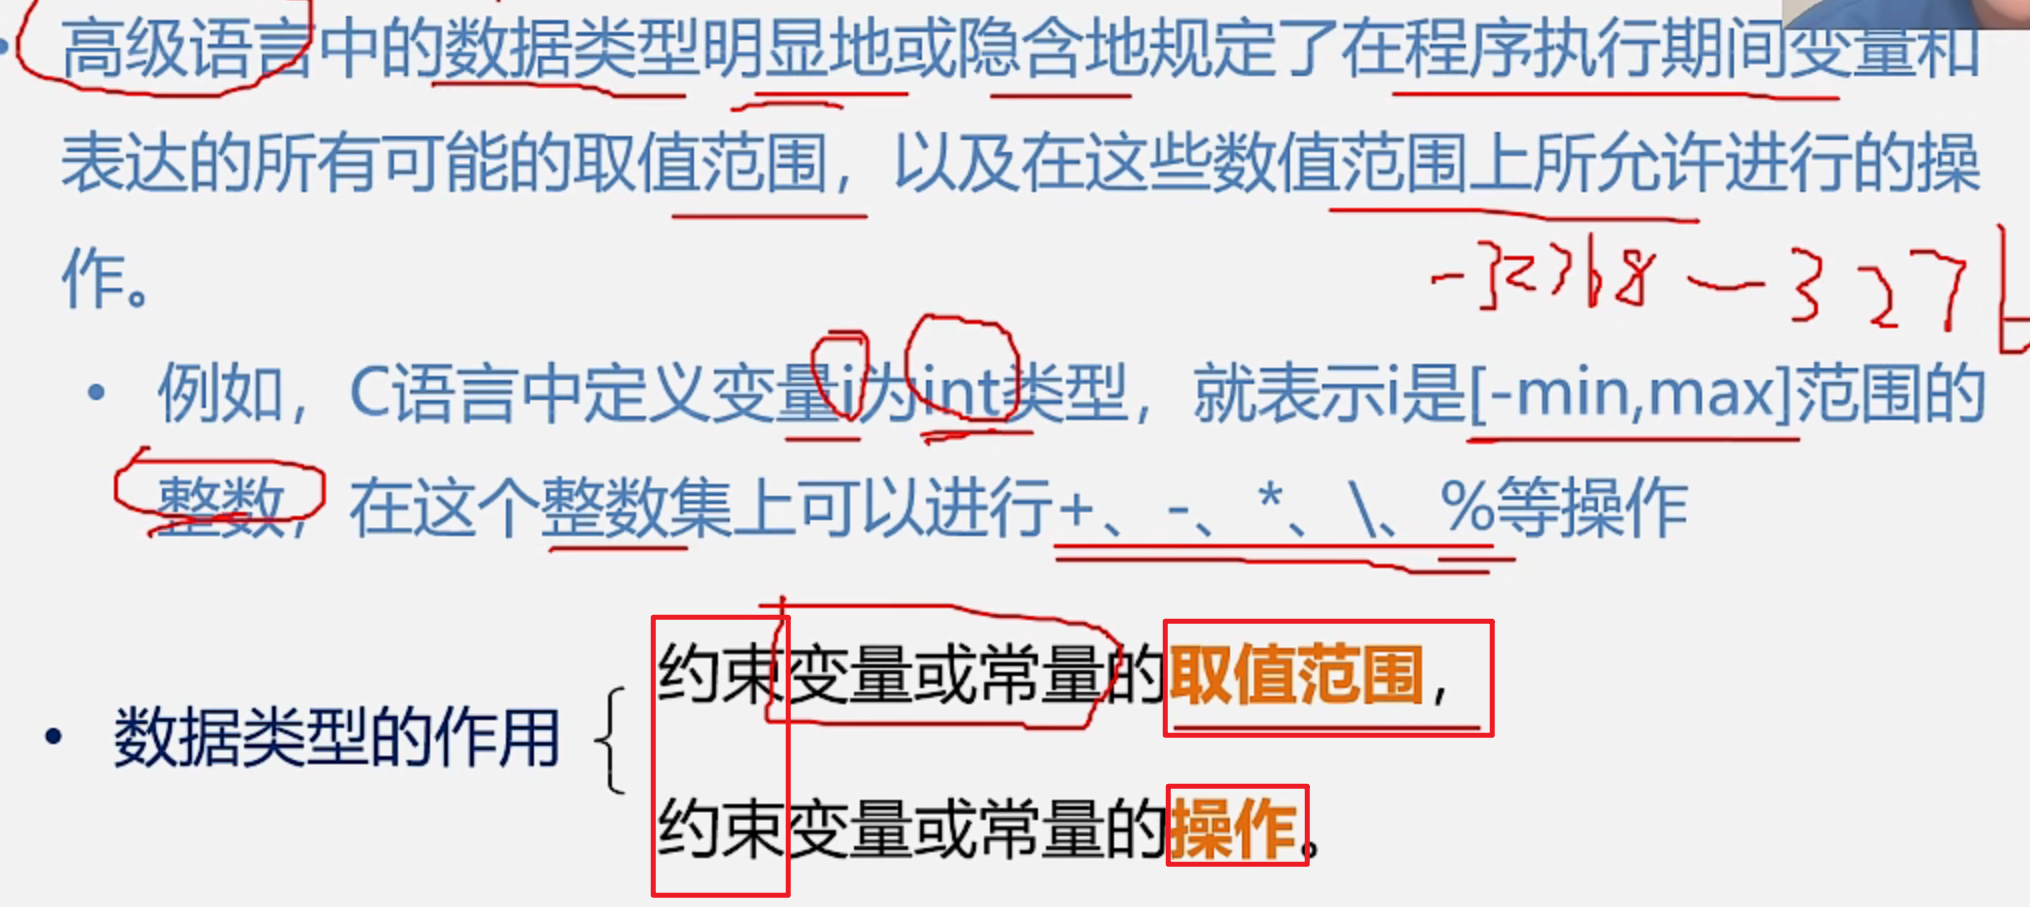 高级语言中的数据类型明显地或隐含地规定了在程序执行期间变量和
表达的所有可能的取值范围，以及在这些数值范围上所允许进行的操
作。
-32768 — 3276
• 例如，C语言中定义变量i为int类型，就表示i是[-min,max]范围的
整数，在这个整数集上可以进行+、-、*、\、%等操作
约束变量或常量的取值范围，
• 数据类型的作用
约束变量或常量的操作。